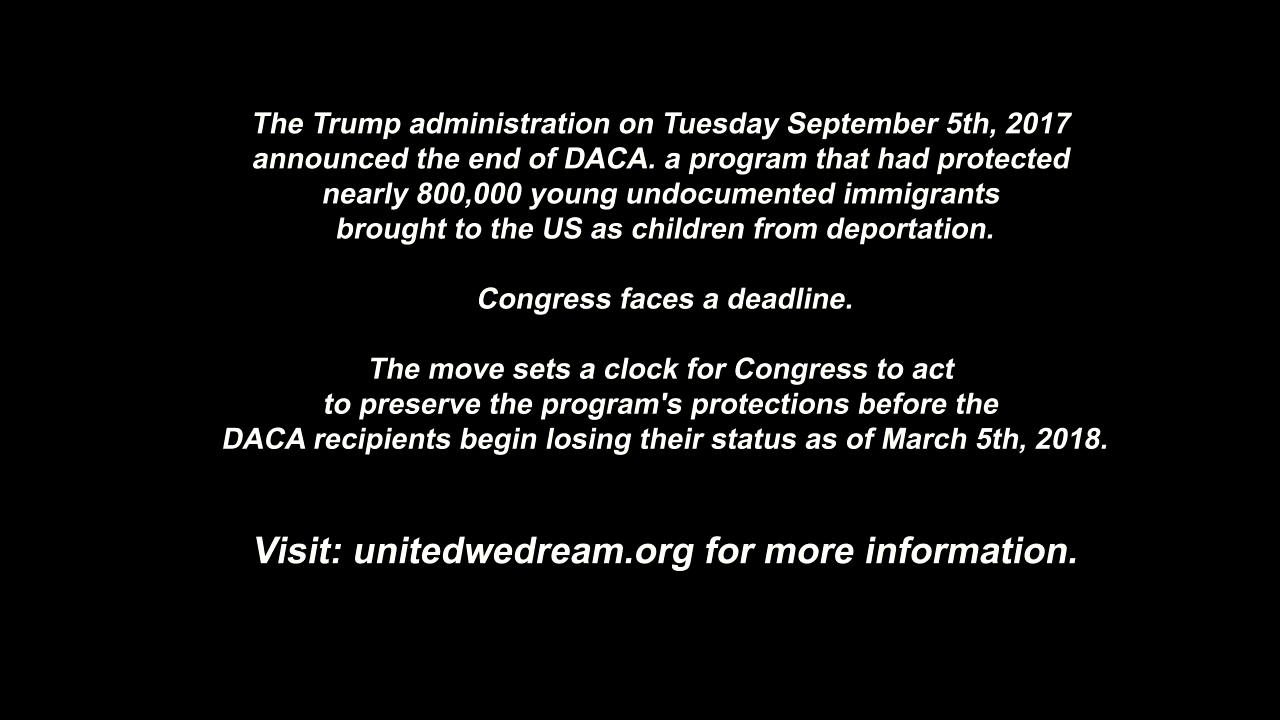 The Trump administration on Tuesday September 5th, 2017
announced the end of DACA. a program that had protected
nearly 800,000 young undocumented immigrants
brought to the US as children from deportation.
Congress faces a deadline.
The move sets a clock for Congress to act
to preserve the program's protections before the
DACA recipients begin losing their status as of March 5th, 2018.
Visit: unitedwedream.org for more information.